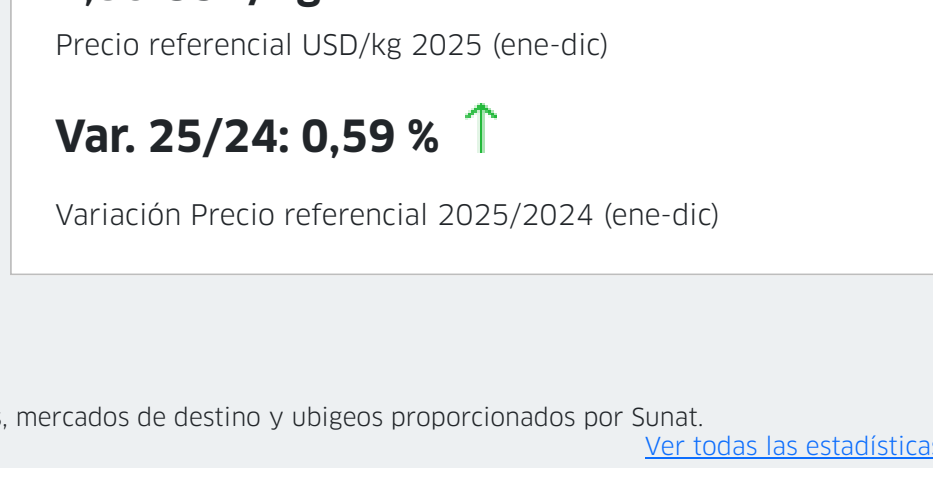 Precio referencial USD/kg 2025 (ene-dic)
Var. 25/24: 0,59 %
Variación Precio referencial 2025/2024 (ene-dic)
, mercados de destino y ubigeos proporcionados por Sunat.
Ver todas las estadísticas